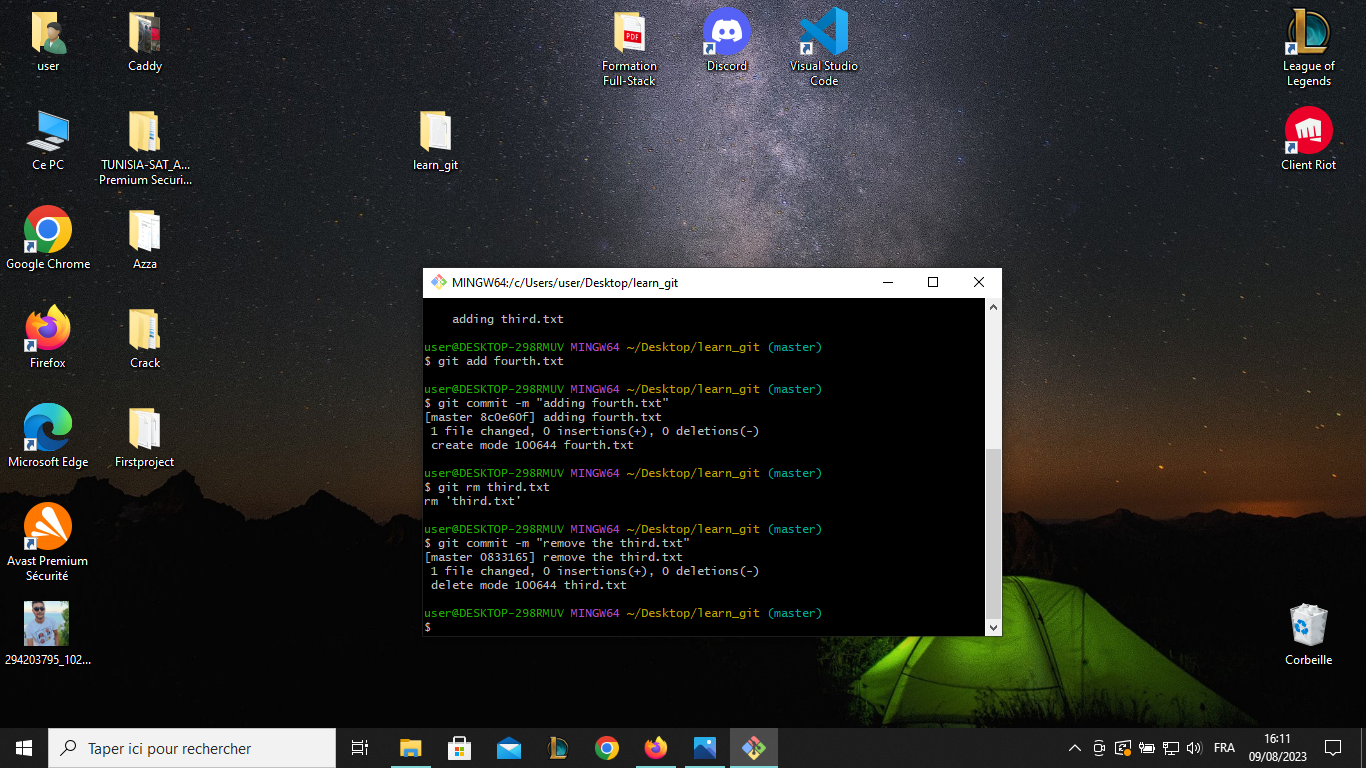 user
Caddy
Formation
Full-Stack
Discord
Visual Studio
Code
League of
Legends
Ce PC
TUNISIA-SAT_A...
Premium Securi...
learn_git
Client Riot
Google Chrome
Azza
Firefox
Crack
Microsoft Edge
Firstproject
Avast Premium
Sécurité
294203795_102...
Corbeille
PDF
MINGW64:/c/Users/user/Desktop/learn_git
adding third.txt
user@DESKTOP-298RMUV MINGW64 ~/Desktop/learn_git (master)
$ git add fourth.txt
user@DESKTOP-298RMUV MINGW64 ~/Desktop/learn_git (master)
$ git commit -m "adding fourth.txt"
[master 8c0e60f] adding fourth.txt
1 file changed, 0 insertions(+), 0 deletions(-)
create mode 100644 fourth.txt
user@DESKTOP-298RMUV MINGW64 ~/Desktop/learn_git (master)
$ git rm third.txt
rm 'third.txt'
user@DESKTOP-298RMUV MINGW64 ~/Desktop/learn_git (master)
$ git commit -m "remove the third.txt"
[master 0833165] remove the third.txt
1 file changed, 0 insertions(+), 0 deletions(-)
delete mode 100644 third.txt
user@DESKTOP-298RMUV MINGW64 ~/Desktop/learn_git (master)
$
Taper ici pour rechercher
FRA
16:11
09/08/2023